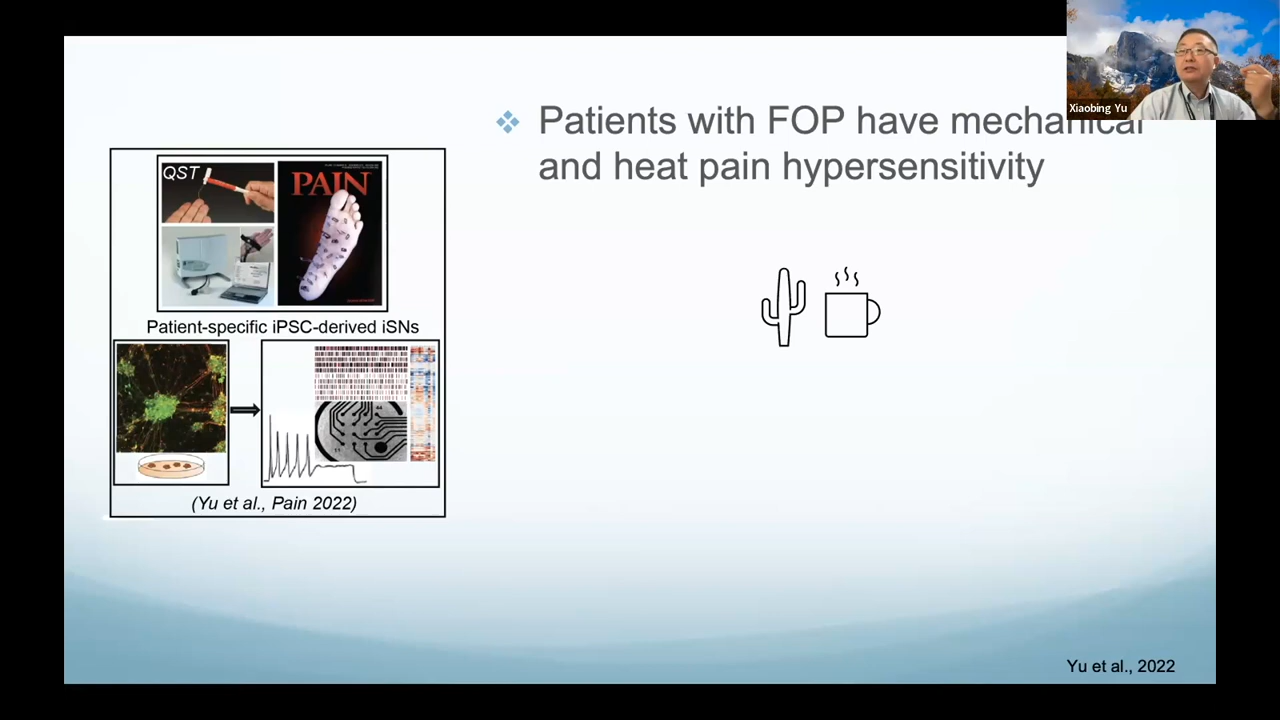 Xiaobing Yu
Patients with FOP have mechanical
and heat pain hypersensitivity
QST
PAIN
Patient-specific iPSC-derived iSNs
(Yu et al., Pain 2022)
Yu et al., 2022